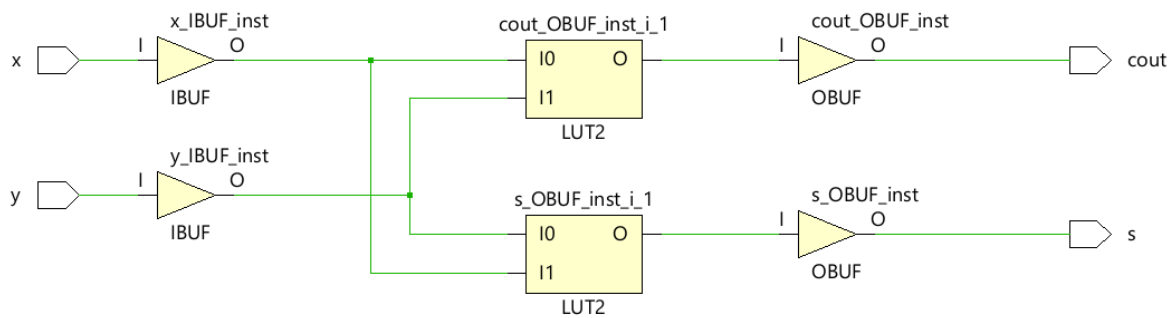 x_IBUF_inst
cout_OBUF_inst_i_1
cout_OBUF_inst
x
I
O
I0
O
I
O
cout
IBUF
I1
OBUF
LUT2
y_IBUF_inst
y
I
O
s_OBUF_inst_i_1
s_OBUF_inst
IBUF
I0
O
I
O
s
I1
OBUF
LUT2